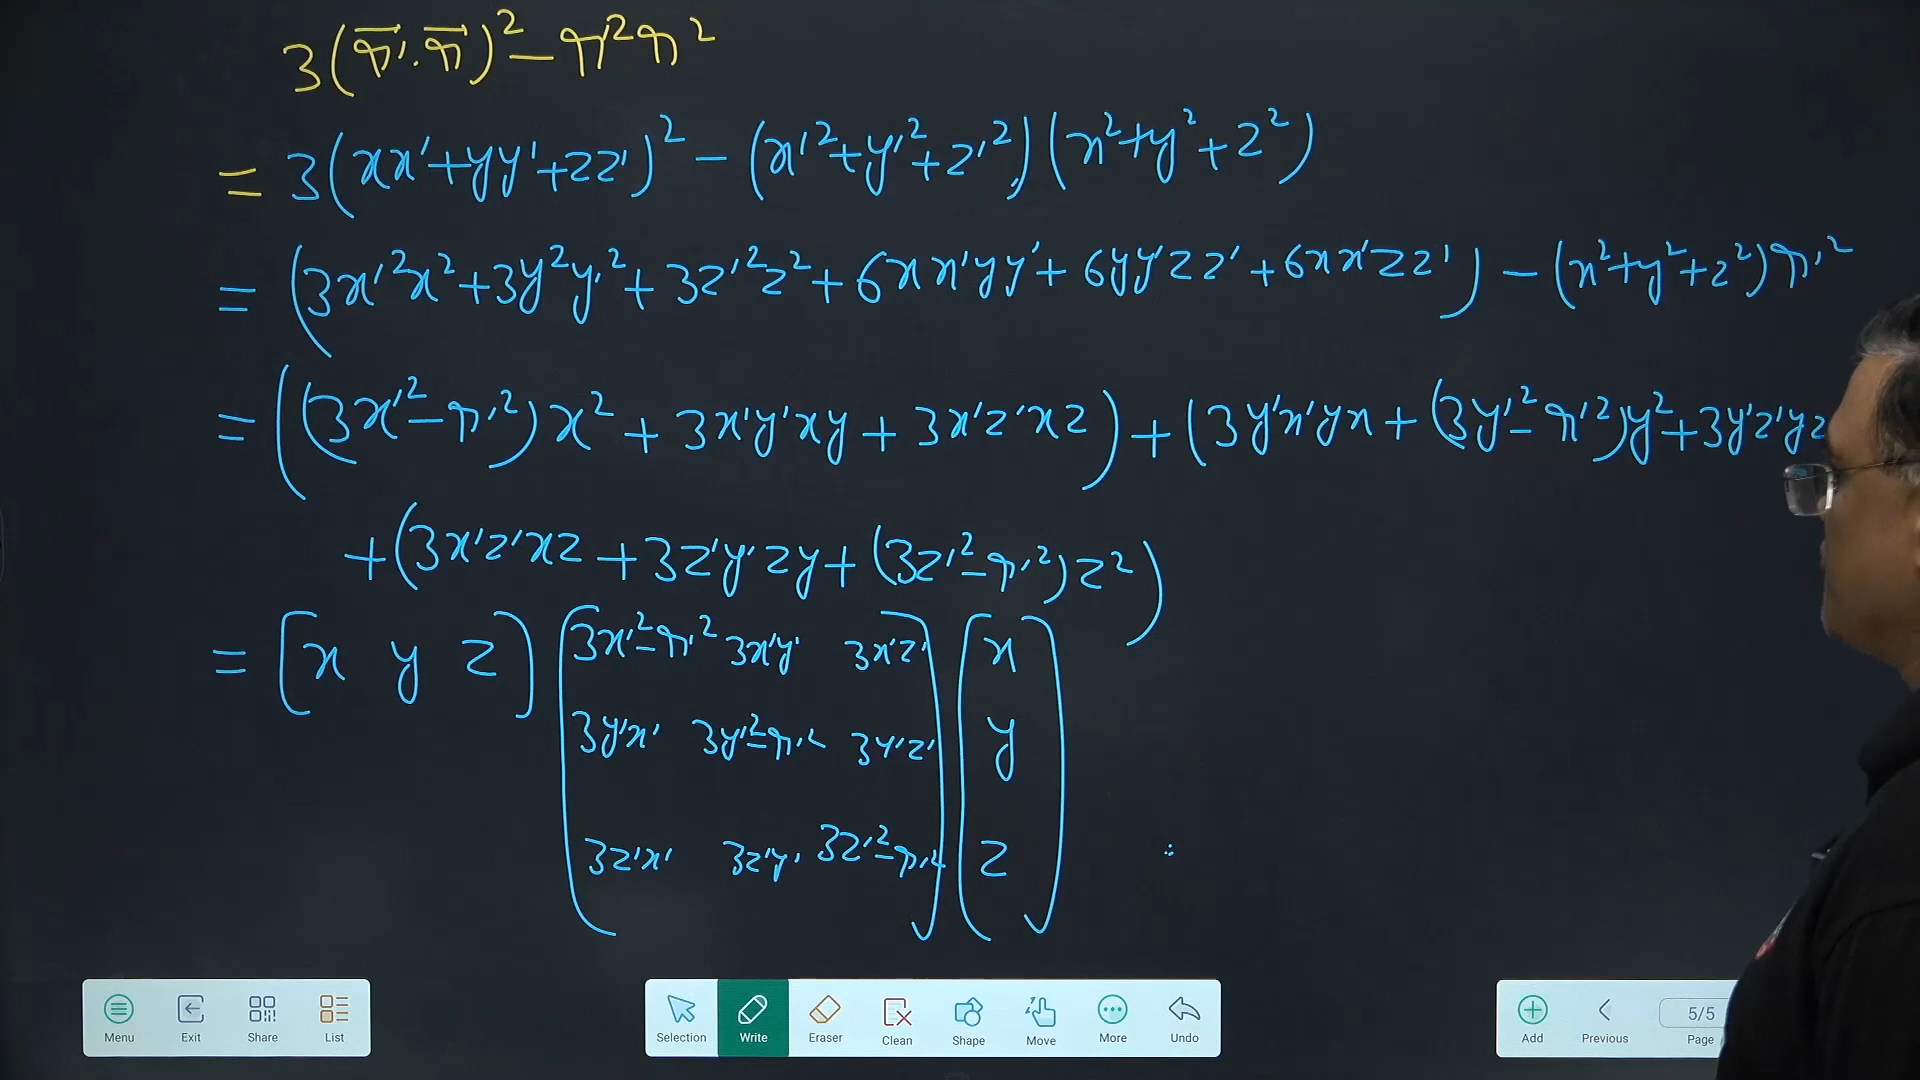 3(r⃗'·r⃗)² − r'²r²
= 3(xx'+yy'+zz')² − (x'²+y'²+z'²)(x²+y²+z²)
= (3x'²x²+3y²y'²+3z'²z²+6xx'yy'+6yy'zz'+6xx'zz') − (x²+y²+z²)r'²
= ((3x'²−r'²)x² + 3x'y'xy + 3x'z'xz) + (3y'x'yx + (3y'²−r'²)y²+3y'z'yz
+(3x'z'xz + 3z'y'zy + (3z'²−r'²)z²)
= [x y z] [3x'²−r'² 3x'y' 3x'z' [x
3y'x' 3y'²−r'² 3y'z' y
3z'x' 3z'y' 3z'²−r'²] z]
Menu Exit Share List Selection Write Eraser Clean Shape Move More Undo Add Previous 5/5 Page